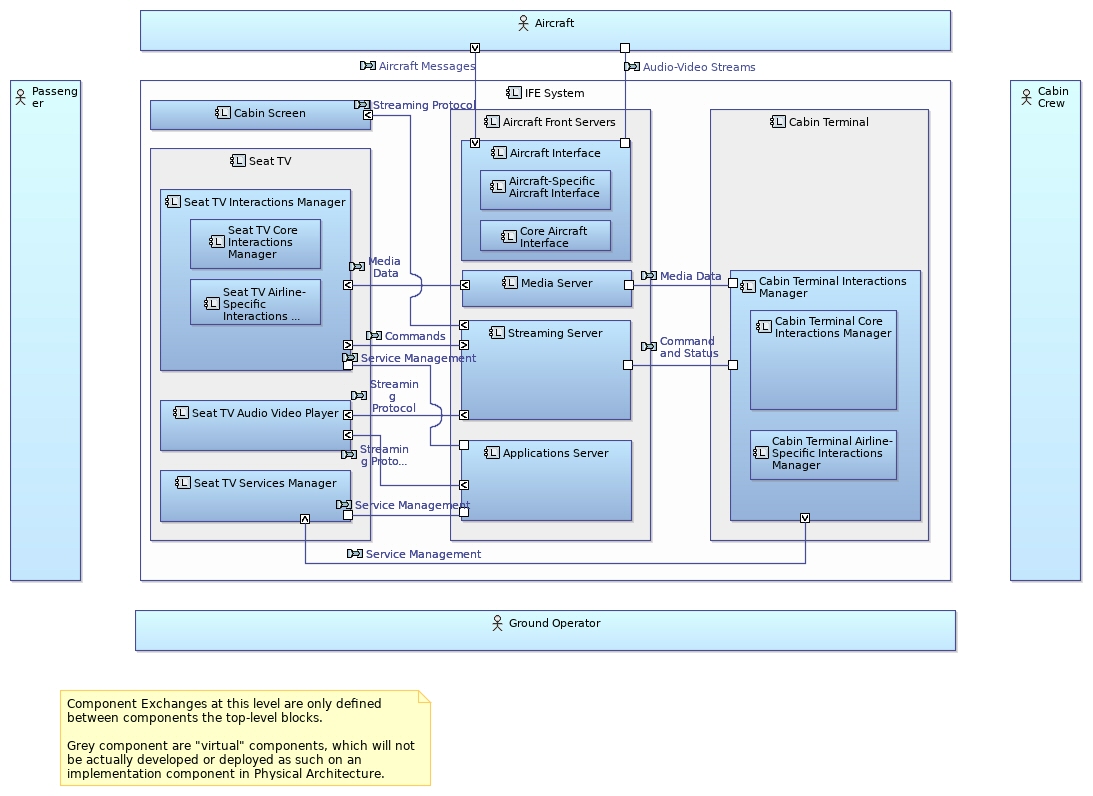 Aircraft
Aircraft Messages
Audio-Video Streams
Passeng
er
Cabin
Crew
IFE System
Cabin Screen
Streaming Protocol
Aircraft Front Servers
Cabin Terminal
Seat TV
Aircraft Interface
Aircraft-Specific
Aircraft Interface
Core Aircraft
Interface
Seat TV Interactions Manager
Seat TV Core
Interactions
Manager
Seat TV Airline-
Specific
Interactions ...
Media
Data
Media Server
Media Data
Cabin Terminal Interactions
Manager
Cabin Terminal Core
Interactions Manager
Commands
Streaming Server
Command
and Status
Service Management
Streamin
g
Protocol
Seat TV Audio Video Player
Streamin
g Proto...
Applications Server
Cabin Terminal Airline-
Specific Interactions
Manager
Seat TV Services Manager
Service Management
Service Management
Ground Operator
Component Exchanges at this level are only defined
between components the top-level blocks.
Grey component are "virtual" components, which will not
be actually developed or deployed as such on an
implementation component in Physical Architecture.